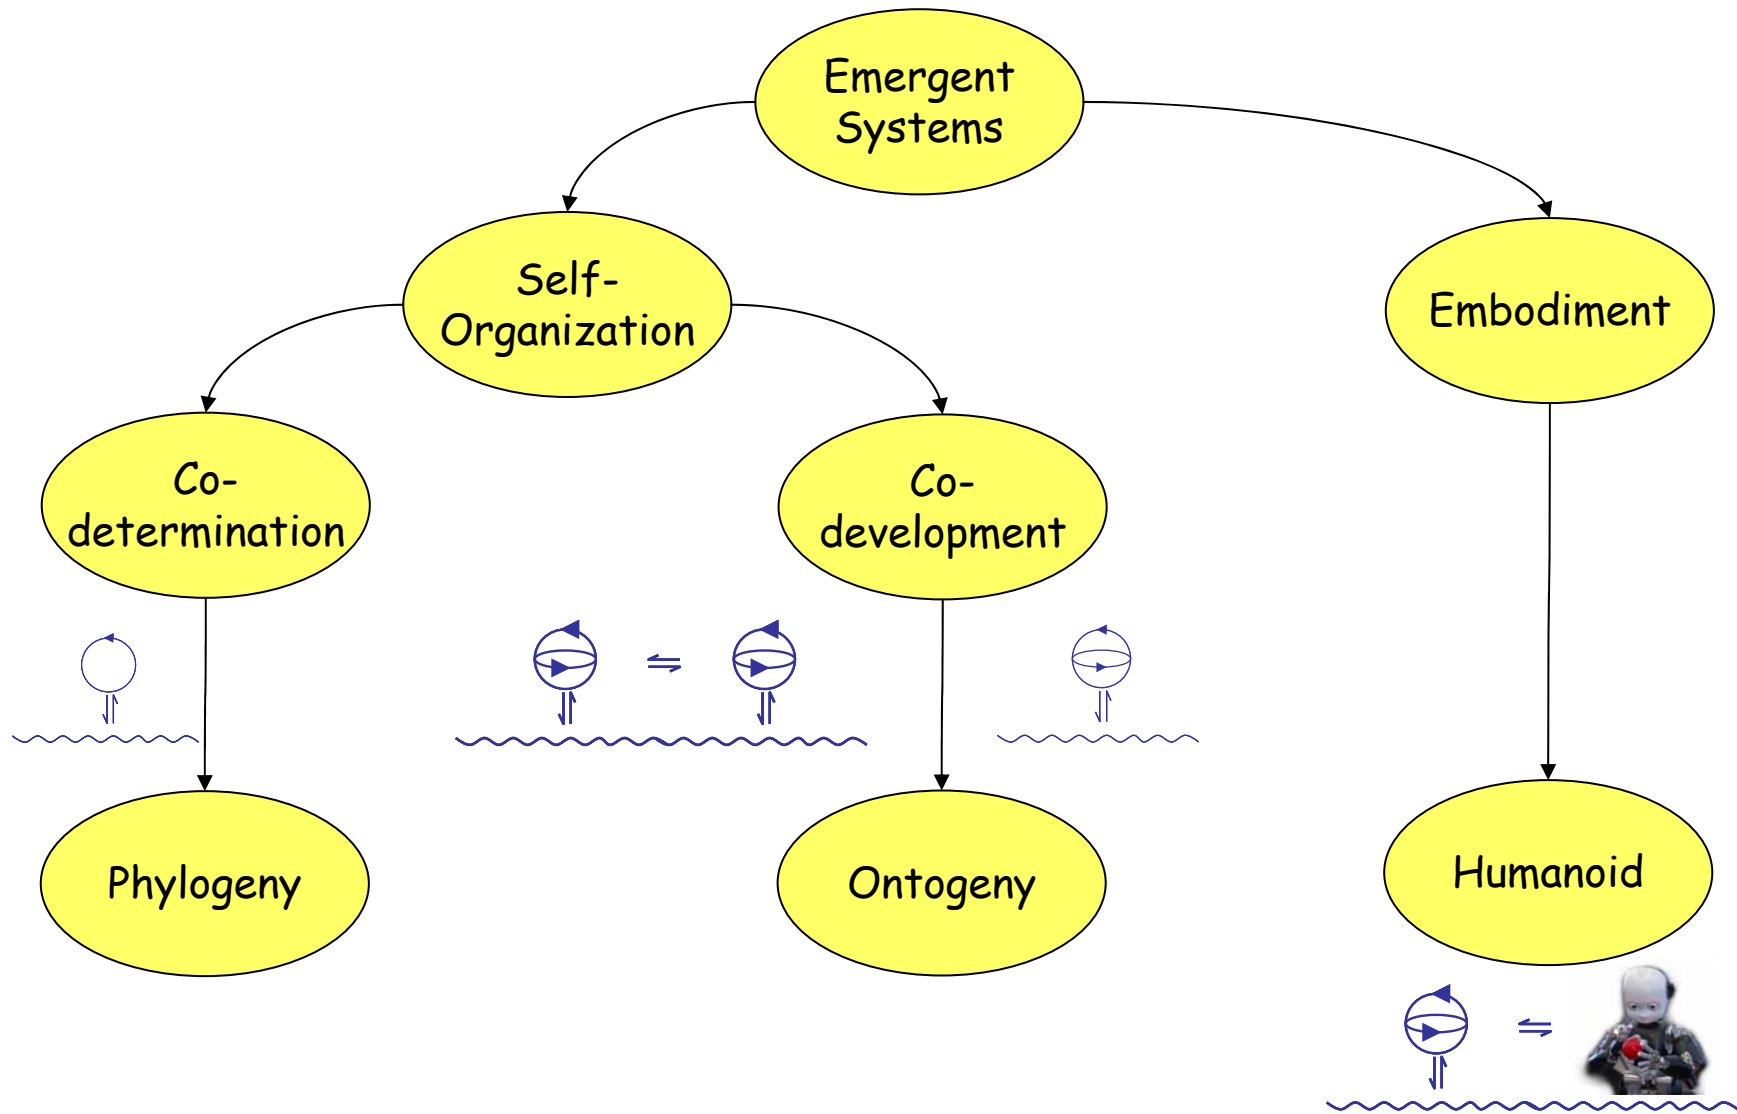 Emergent
Systems
Self-
Organization
Embodiment
Co-
determination
Co-
development
Phylogeny
Ontogeny
Humanoid